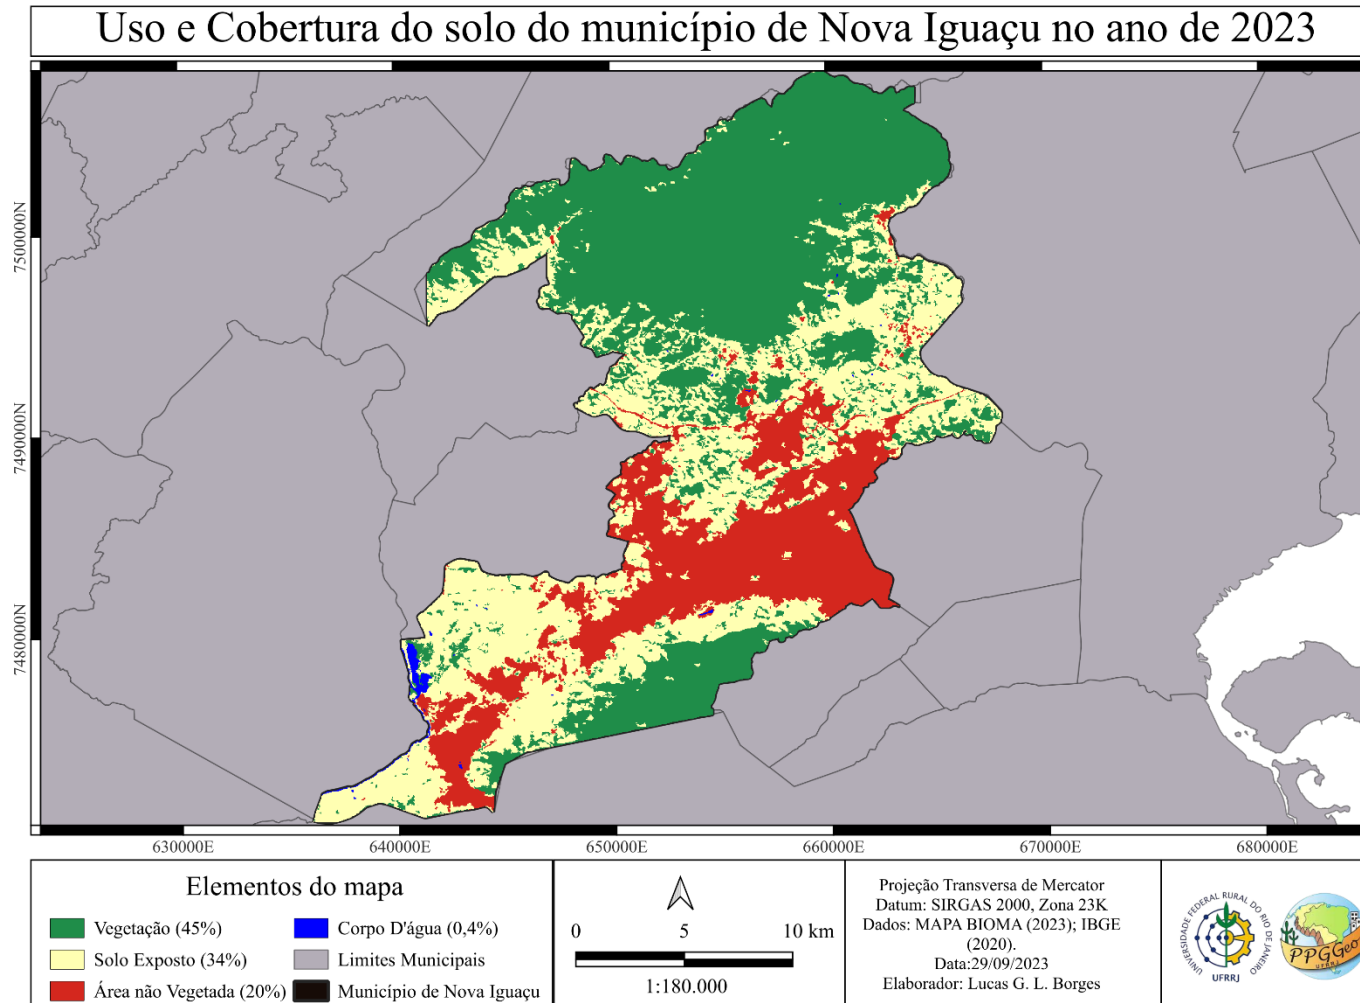 Uso e Cobertura do solo do município de Nova Iguaçu no ano de 2023
7500000N
7490000N
7480000N
630000E
640000E
650000E
660000E
670000E
680000E
Elementos do mapa
Vegetação (45%)
Solo Exposto (34%)
Área não Vegetada (20%)
Corpo D'água (0,4%)
Limites Municipais
Município de Nova Iguaçu
0 5 10 km
1:180.000
Projeção Transversa de Mercator
Datum: SIRGAS 2000, Zona 23K
Dados: MAPA BIOMA (2023); IBGE
(2020).
Data:29/09/2023
Elaborador: Lucas G. L. Borges
UNIVERSIDADE FEDERAL RURAL DO RIO DE JANEIRO
UFRRJ
PPGGeo
UFRRJ